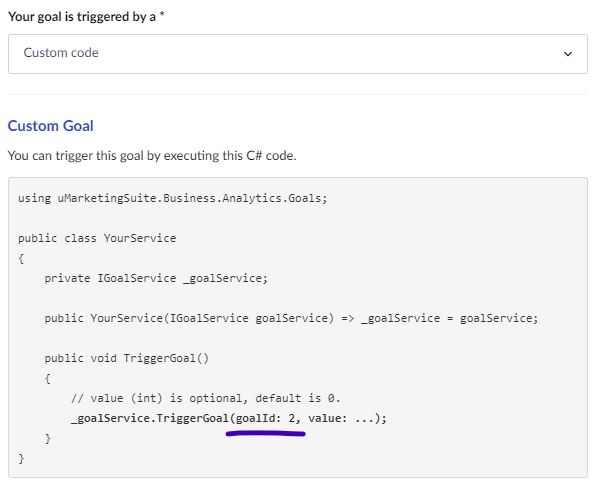 Your goal is triggered by a *
Custom code
Custom Goal
You can trigger this goal by executing this C# code.
using uMarketingSuite.Business.Analytics.Goals;
public class YourService
{
    private IGoalService _goalService;
    public YourService(IGoalService goalService) => _goalService = goalService;
    public void TriggerGoal()
    {
        // value (int) is optional, default is 0.
        _goalService.TriggerGoal(goalId: 2, value: ...);
    }
}